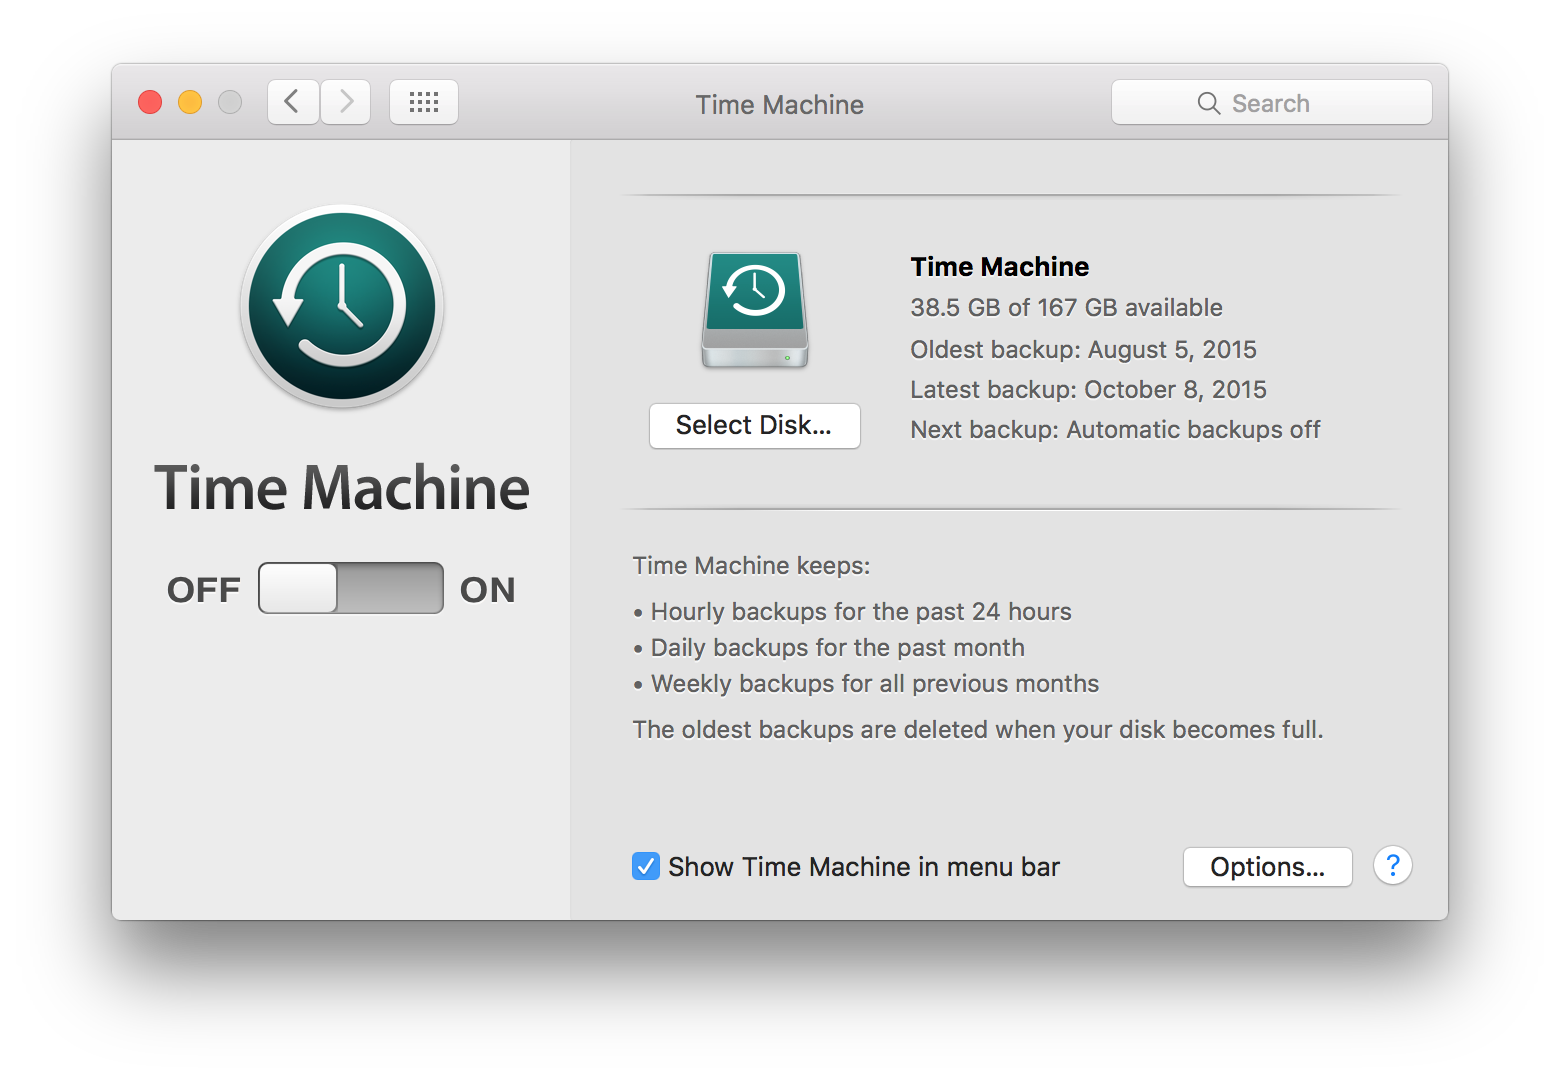 Time Machine
Search
Time Machine
OFF
ON
Time Machine
38.5 GB of 167 GB available
Oldest backup: August 5, 2015
Latest backup: October 8, 2015
Next backup: Automatic backups off
Select Disk...
Time Machine keeps:
• Hourly backups for the past 24 hours
• Daily backups for the past month
• Weekly backups for all previous months
The oldest backups are deleted when your disk becomes full.
Show Time Machine in menu bar
Options...
?